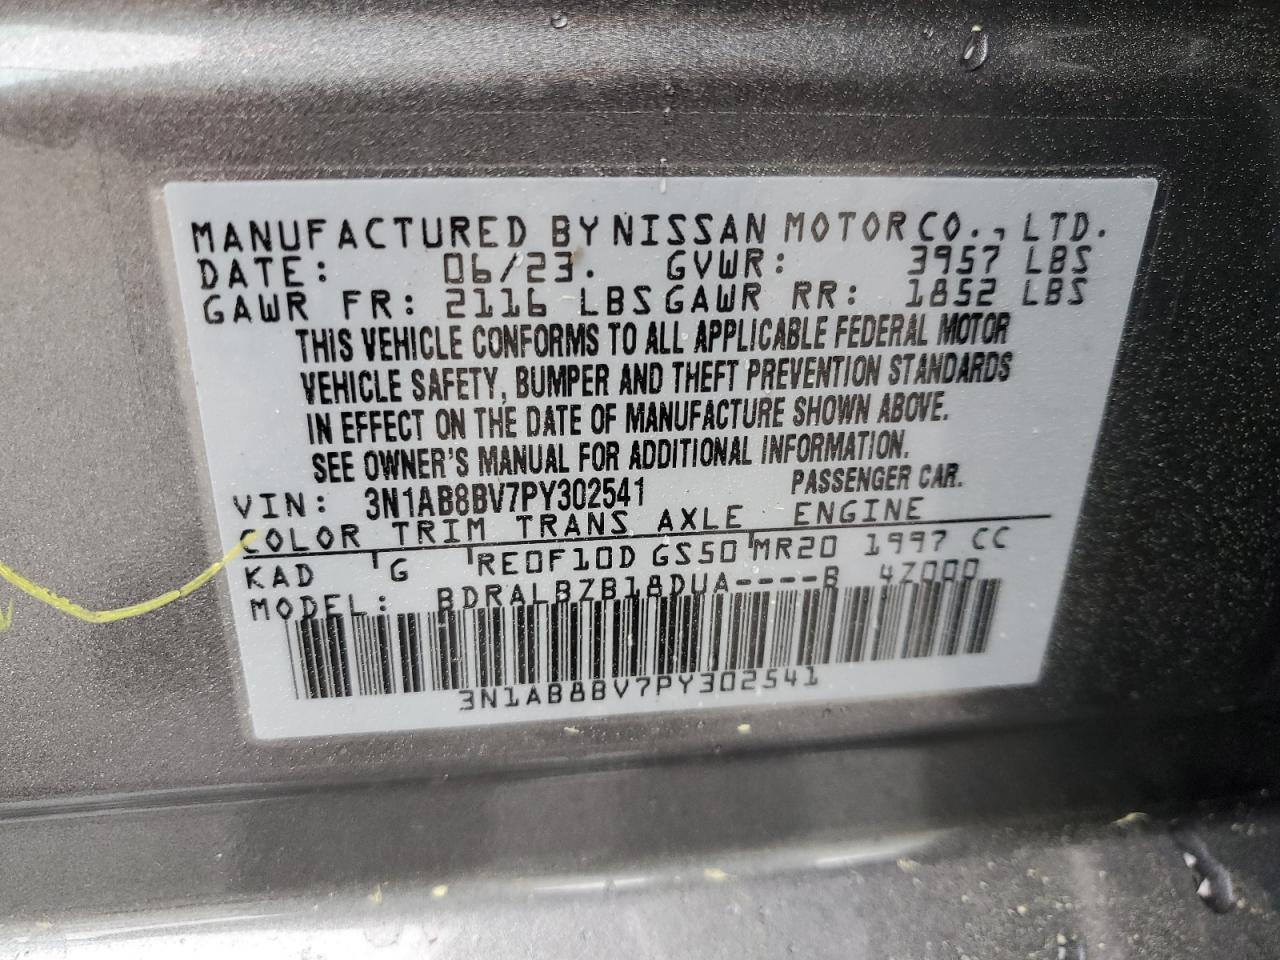 MANUFACTURED BY NISSAN MOTOR CO., LTD.
DATE: 06/23. GVWR: 3957 LBS
GAWR FR: 2116 LBS GAWR RR: 1852 LBS
THIS VEHICLE CONFORMS TO ALL APPLICABLE FEDERAL MOTOR
VEHICLE SAFETY, BUMPER AND THEFT PREVENTION STANDARDS
IN EFFECT ON THE DATE OF MANUFACTURE SHOWN ABOVE.
SEE OWNER'S MANUAL FOR ADDITIONAL INFORMATION.
VIN: 3N1AB8BV7PY302541 PASSENGER CAR.
COLOR TRIM TRANS AXLE ENGINE
KAD G RE0F10D GS50 MR20 1997 CC
MODEL: BDRALBZB18DUA----B 4Z000
3N1AB8BV7PY302541